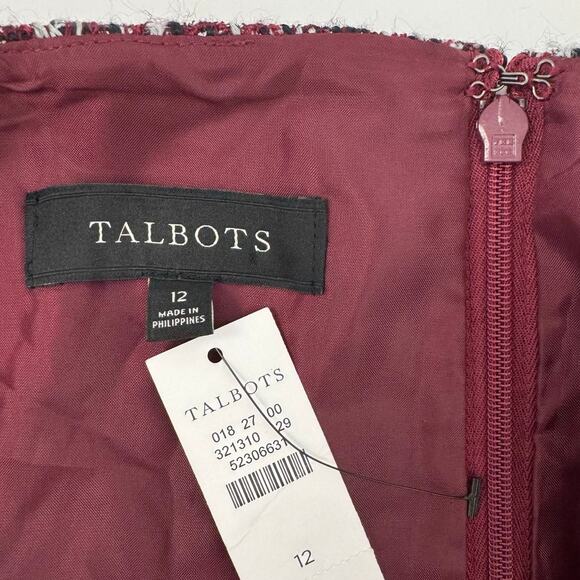 TALBOTS
12
MADE IN
PHILIPPINES
TALBOTS
018 27 00
321310 29
52306631
12